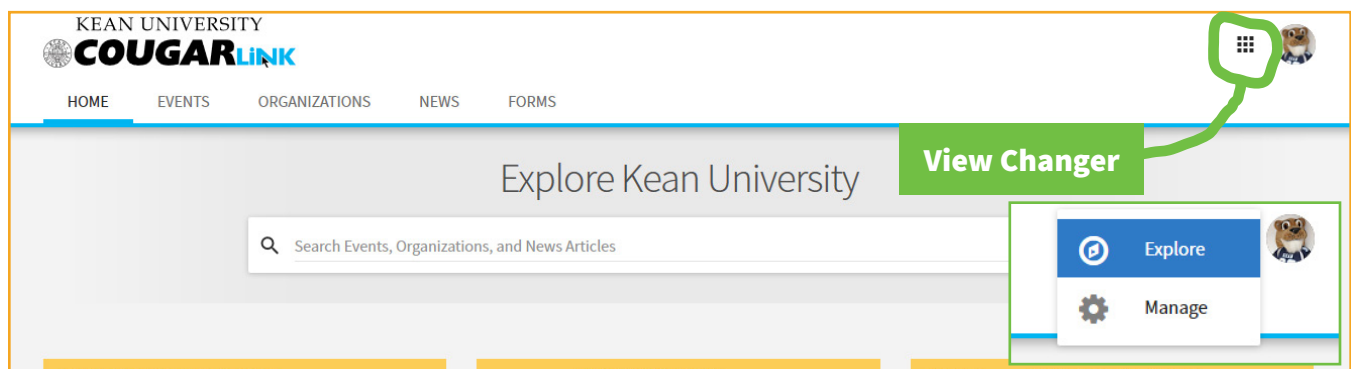 KEAN UNIVERSITY
COUGARLiNK
HOME EVENTS ORGANIZATIONS NEWS FORMS
View Changer
Explore Kean University
Search Events, Organizations, and News Articles
Explore
Manage